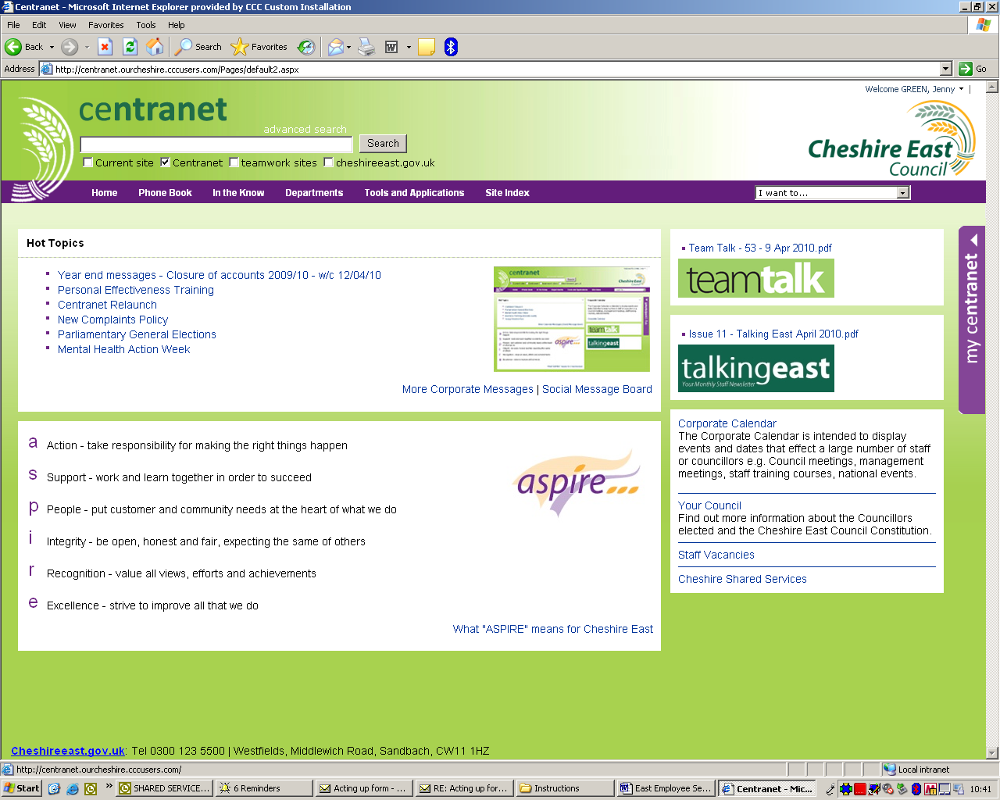 Centranet - Microsoft Internet Explorer provided by CCC Custom Installation
File Edit View Favorites Tools Help
Back Search Favorites
Address http://centranet.ourcheshire.cccusers.com/Pages/default2.aspx Go
Welcome GREEN, Jenny |
centranet
advanced search
Search
Current site Centranet teamwork sites cheshireeast.gov.uk
Cheshire East
Council
Home Phone Book In the Know Departments Tools and Applications Site Index I want to...
Hot Topics
Year end messages - Closure of accounts 2009/10 - w/c 12/04/10
Personal Effectiveness Training
Centranet Relaunch
New Complaints Policy
Parliamentary General Elections
Mental Health Action Week
More Corporate Messages | Social Message Board
Team Talk - 53 - 9 Apr 2010.pdf
teamtalk
Issue 11 - Talking East April 2010.pdf
talkingeast
Your Monthly Staff Newsletter
my centranet
a Action - take responsibility for making the right things happen
s Support - work and learn together in order to succeed
p People - put customer and community needs at the heart of what we do
i Integrity - be open, honest and fair, expecting the same of others
r Recognition - value all views, efforts and achievements
e Excellence - strive to improve all that we do
aspire...
What "ASPIRE" means for Cheshire East
Corporate Calendar
The Corporate Calendar is intended to display
events and dates that effect a large number of staff
or councillors e.g. Council meetings, management
meetings, staff training courses, national events.
Your Council
Find out more information about the Councillors
elected and the Cheshire East Council Constitution.
Staff Vacancies
Cheshire Shared Services
Cheshireeast.gov.uk: Tel 0300 123 5500 | Westfields, Middlewich Road, Sandbach, CW11 1HZ
http://centranet.ourcheshire.cccusers.com/ Local intranet
Start SHARED SERVICE... 6 Reminders Acting up form - ... RE: Acting up for... Instructions East Employee Se... Centranet - Mic... 10:41